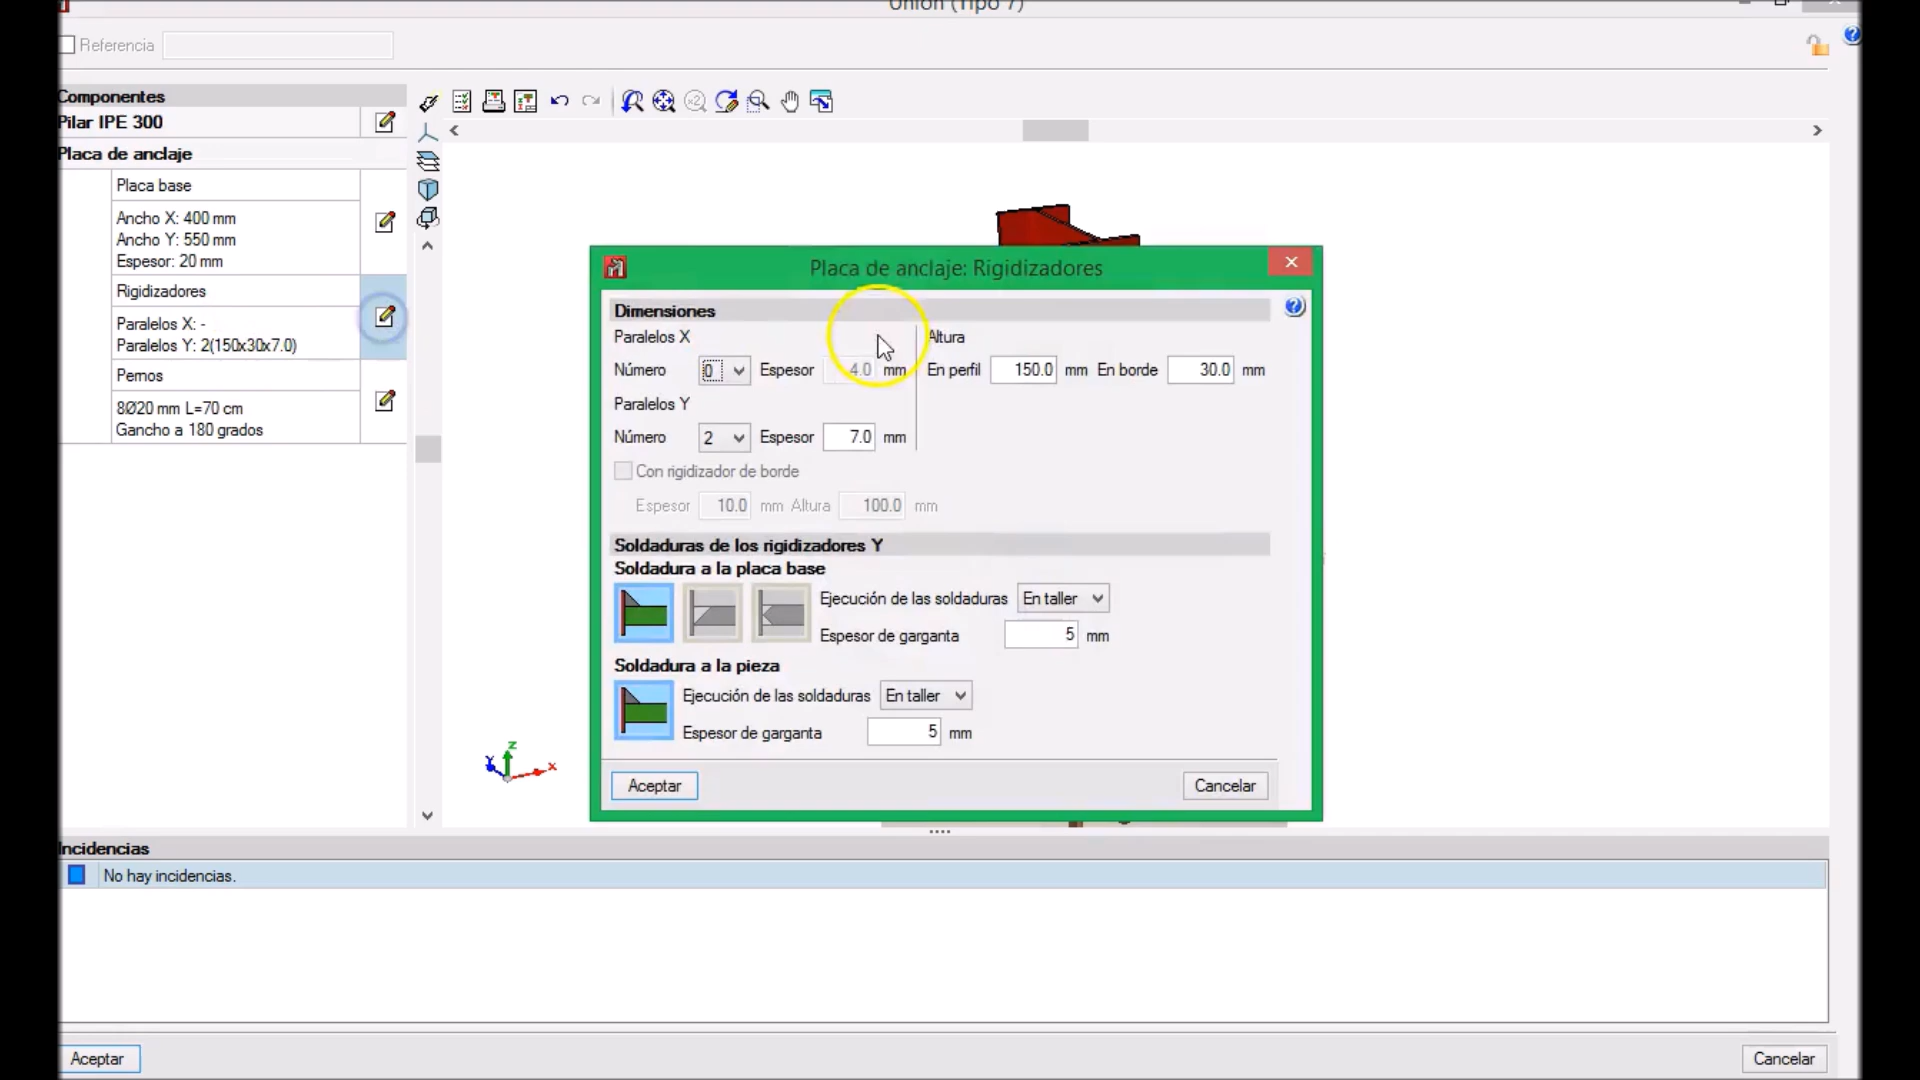 Unión (Tipo 7)
Referencia
Componentes
Pilar IPE 300
Placa de anclaje
Placa base
Ancho X: 400 mm
Ancho Y: 550 mm
Espesor: 20 mm
Rigidizadores
Paralelos X: -
Paralelos Y: 2(150x30x7.0)
Pernos
8Ø20 mm L=70 cm
Gancho a 180 grados
Placa de anclaje: Rigidizadores
Dimensiones
Paralelos X Altura
Número 0 Espesor 4.0 mm En perfil 150.0 mm En borde 30.0 mm
Paralelos Y
Número 2 Espesor 7.0 mm
Con rigidizador de borde
Espesor 10.0 mm Altura 100.0 mm
Soldaduras de los rigidizadores Y
Soldadura a la placa base
Ejecución de las soldaduras En taller
Espesor de garganta 5 mm
Soldadura a la pieza
Ejecución de las soldaduras En taller
Espesor de garganta 5 mm
Aceptar Cancelar
z
Y
x
Incidencias
No hay incidencias.
Aceptar Cancelar